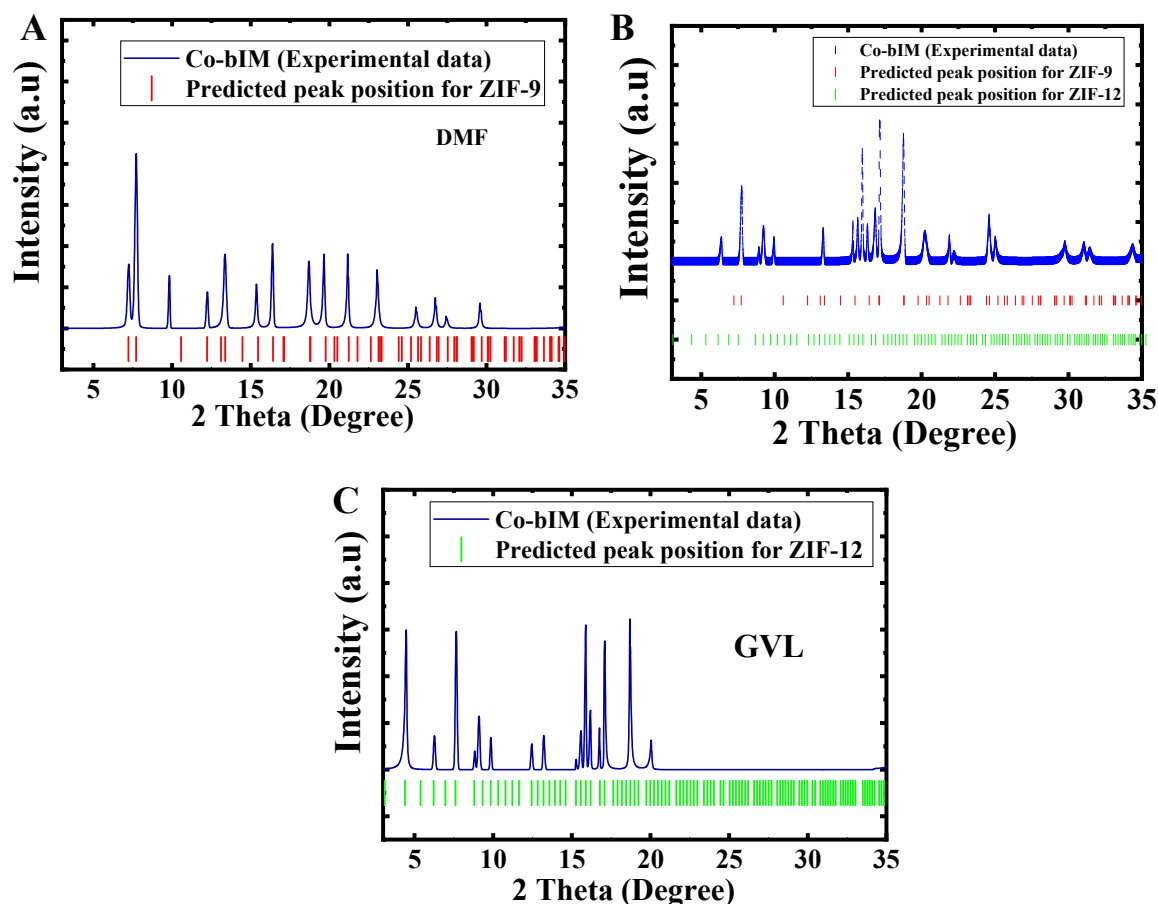 A
Co-bIM (Experimental data)
Predicted peak position for ZIF-9
DMF
Intensity (a.u)
5 10 15 20 25 30 35
2 Theta (Degree)
B
Co-bIM (Experimental data)
Predicted peak position for ZIF-9
Predicted peak position for ZIF-12
Intensity (a.u)
5 10 15 20 25 30 35
2 Theta (Degree)
C
Co-bIM (Experimental data)
Predicted peak position for ZIF-12
GVL
Intensity (a.u)
5 10 15 20 25 30 35
2 Theta (Degree)